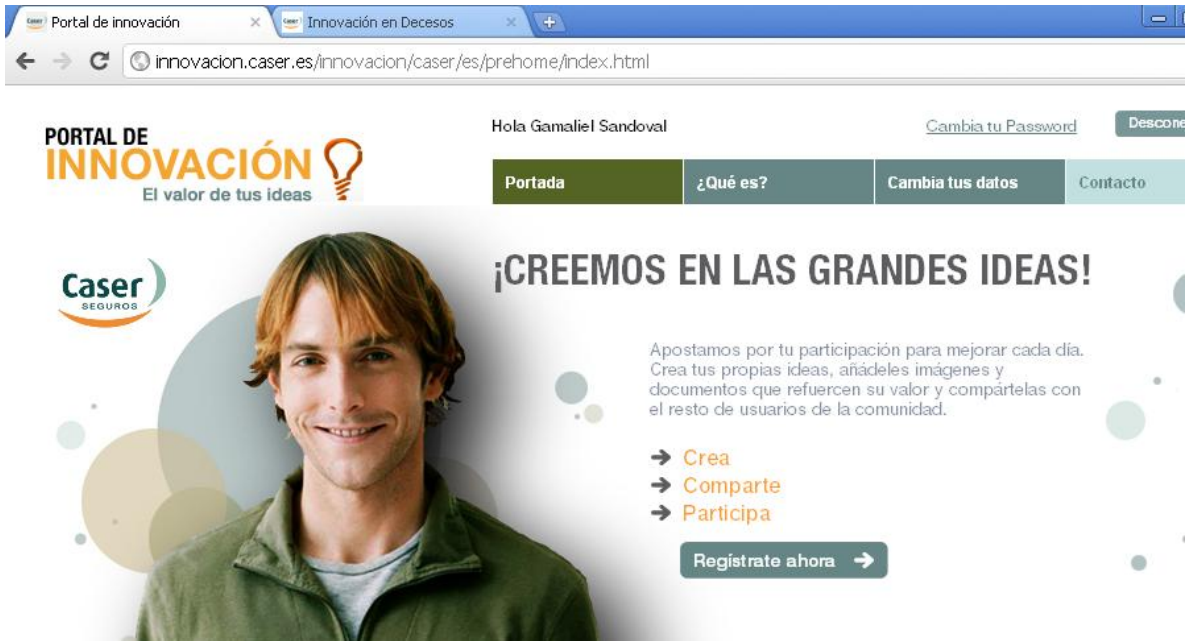 Portal de innovación
Innovación en Decesos
innovacion.caser.es/innovacion/caser/es/prehome/index.html
PORTAL DE
INNOVACIÓN
El valor de tus ideas
Hola Gamaliel Sandoval
Cambia tu Password
Descone
Portada
¿Qué es?
Cambia tus datos
Contacto
Caser
SEGUROS
¡CREEMOS EN LAS GRANDES IDEAS!
Apostamos por tu participación para mejorar cada día.
Crea tus propias ideas, añádeles imágenes y
documentos que refuercen su valor y compártelas con
el resto de usuarios de la comunidad.
Crea
Comparte
Participa
Regístrate ahora